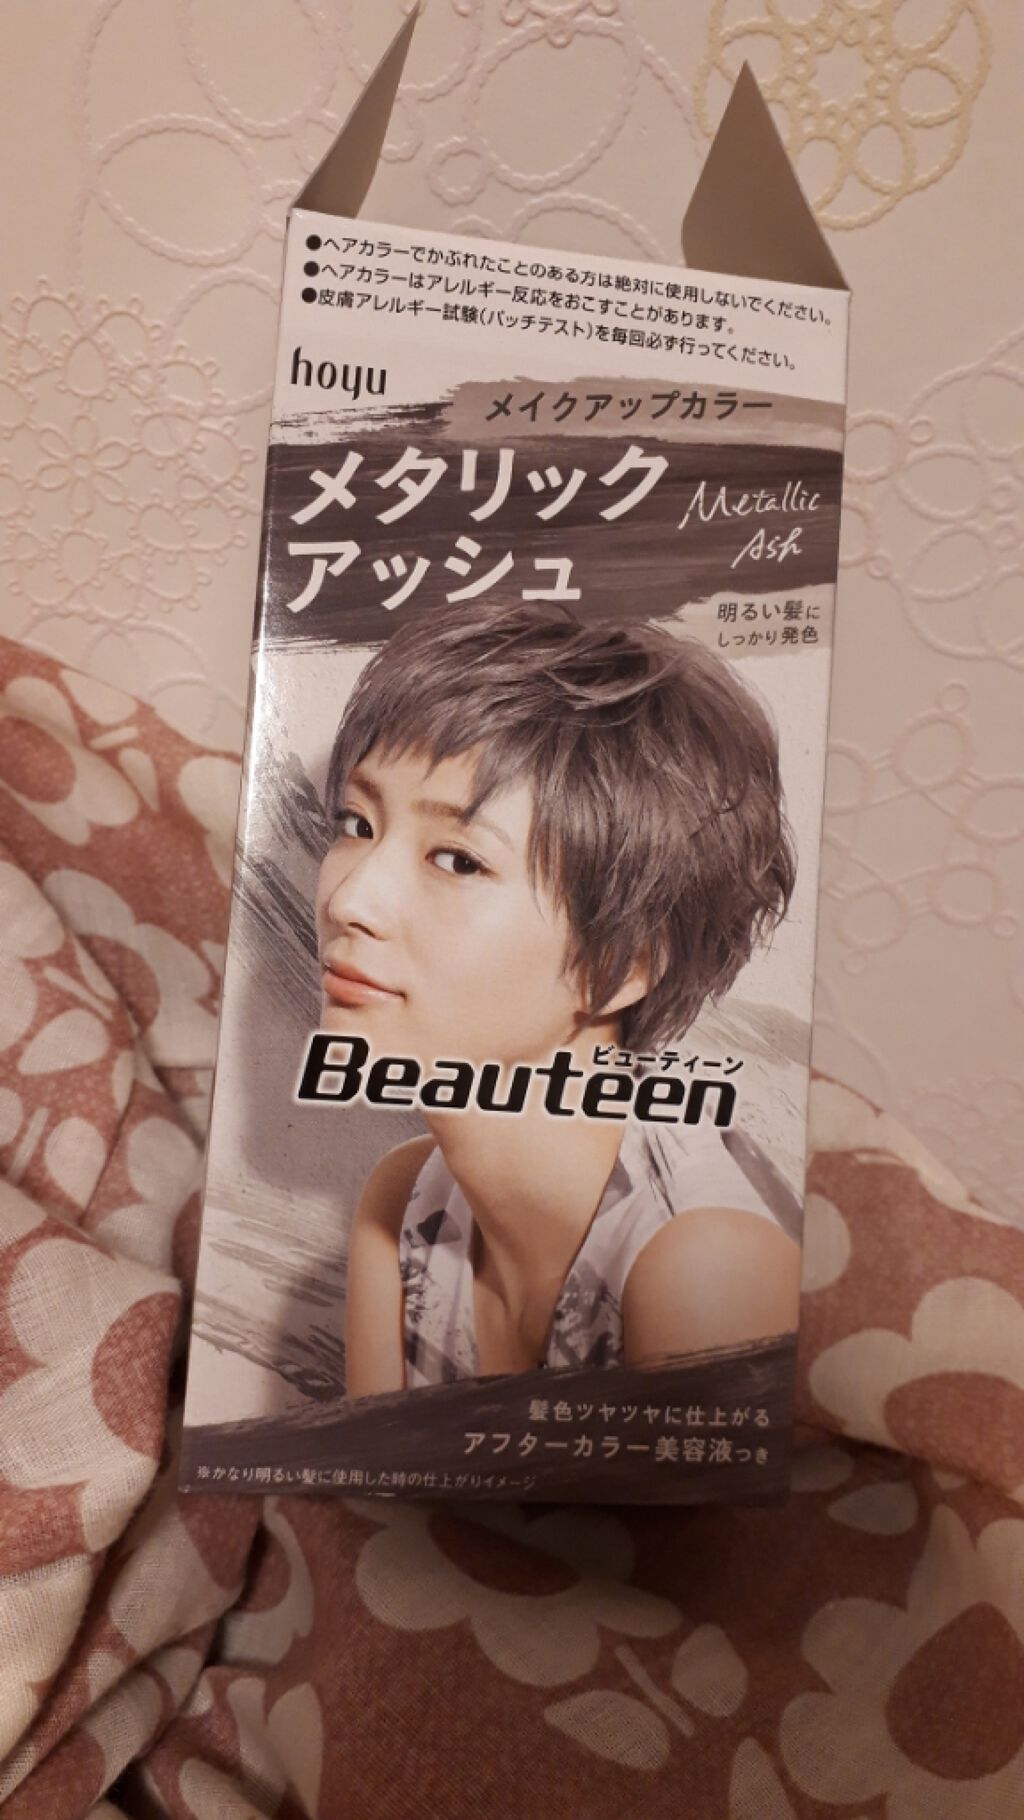 ●ヘアカラーでかぶれたことのある方は絶対に使用しないでください。
●ヘアカラーはアレルギー反応をおこすことがあります。
●皮膚アレルギー試験(パッチテスト)を毎回必ず行ってください。
hoyu
メイクアップカラー
メタリック
アッシュ
Metallic
Ash
明るい髪に
しっかり発色
ビューティーン
Beauteen
髪色ツヤツヤに仕上がる
アフターカラー美容液つき
※かなり明るい髪に使用した時の仕上がりイメージ